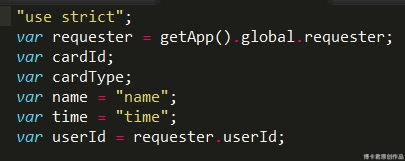 "use strict";
var requester = getApp().global.requester;
var cardId;
var cardType;
var name = "name";
var time = "time";
var userId = requester.userId;
博卡君原创作品